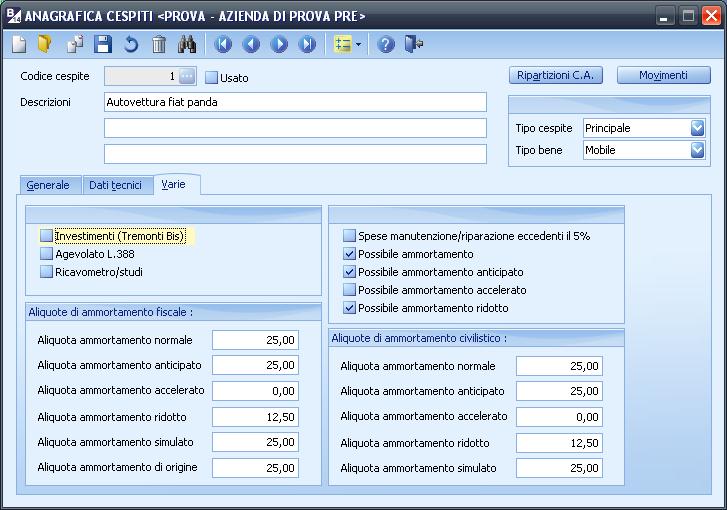 ANAGRAFICA CESPITI <PROVA - AZIENDA DI PROVA PRE>
Codice cespite 1 ... Usato
Ripartizioni C.A. Movimenti
Descrizioni Autovettura fiat panda
Tipo cespite Principale
Tipo bene Mobile
Generale Dati tecnici Varie
Investimenti (Tremonti Bis)
Agevolato L.388
Ricavometro/studi
Spese manutenzione/riparazione eccedenti il 5%
Possibile ammortamento
Possibile ammortamento anticipato
Possibile ammortamento accelerato
Possibile ammortamento ridotto
Aliquote di ammortamento fiscale :
Aliquota ammortamento normale 25,00
Aliquota ammortamento anticipato 25,00
Aliquota ammortamento accelerato 0,00
Aliquota ammortamento ridotto 12,50
Aliquota ammortamento simulato 25,00
Aliquota ammortamento di origine 25,00
Aliquote di ammortamento civilistico :
Aliquota ammortamento normale 25,00
Aliquota ammortamento anticipato 25,00
Aliquota ammortamento accelerato 0,00
Aliquota ammortamento ridotto 12,50
Aliquota ammortamento simulato 25,00